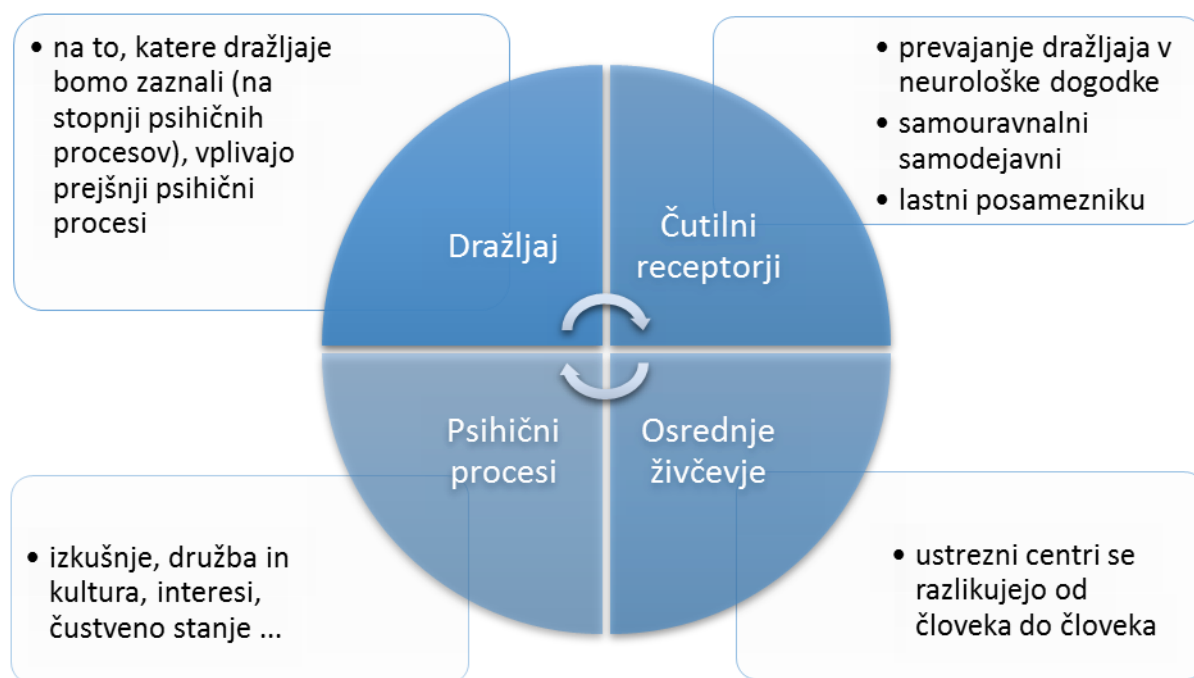 • na to, katere dražljaje
bomo zaznali (na
stopnji psihičnih
procesov), vplivajo
prejšnji psihični
procesi
• prevajanje dražljaja v
neurološke dogodke
• samouravnalni
samodejavni
• lastni posamezniku
Dražljaj
Čutilni
receptorji
Psihični
procesi
Osrednje
živčevje
• izkušnje, družba in
kultura, interesi,
čustveno stanje ...
• ustrezni centri se
razlikujejo od
človeka do človeka